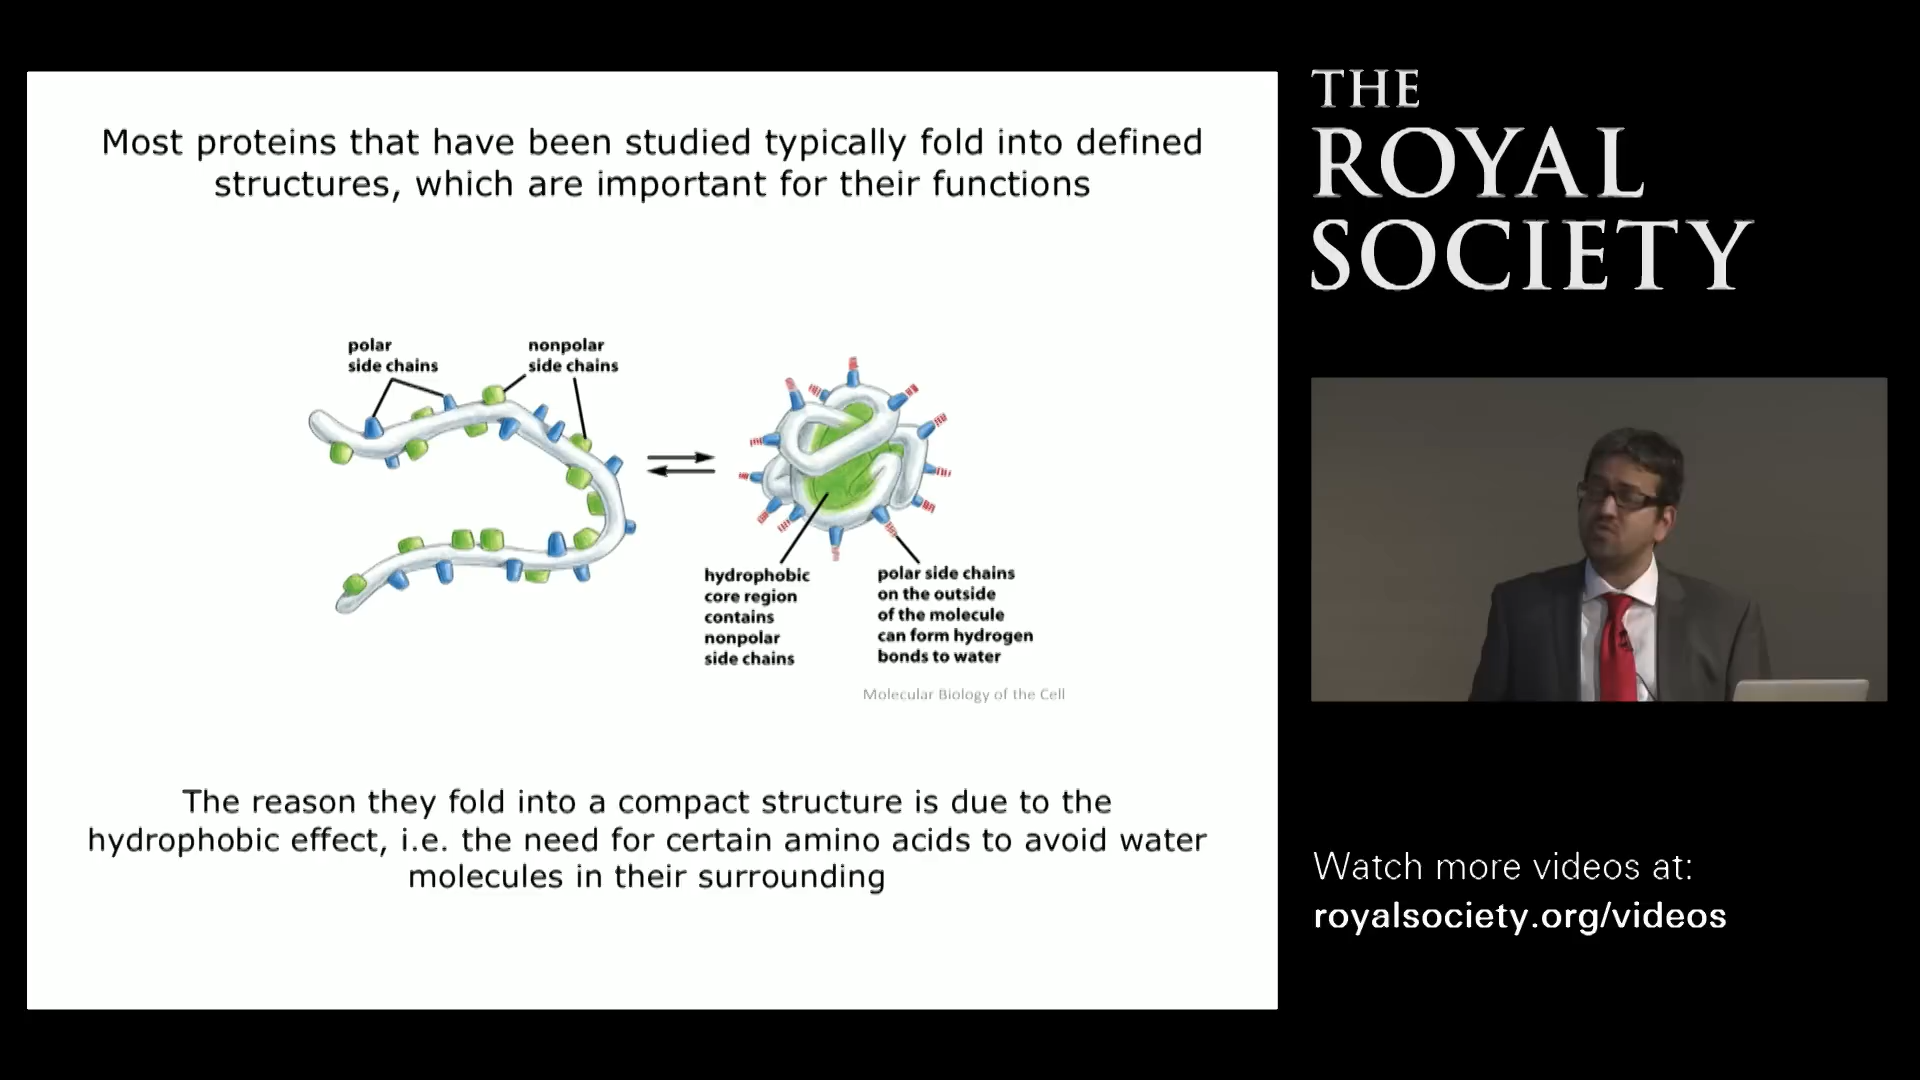 Most proteins that have been studied typically fold into defined
structures, which are important for their functions
polar
side chains
nonpolar
side chains
hydrophobic
core region
contains
nonpolar
side chains
polar side chains
on the outside
of the molecule
can form hydrogen
bonds to water
Molecular Biology of the Cell
The reason they fold into a compact structure is due to the
hydrophobic effect, i.e. the need for certain amino acids to avoid water
molecules in their surrounding
THE
ROYAL
SOCIETY
Watch more videos at:
royalsociety.org/videos